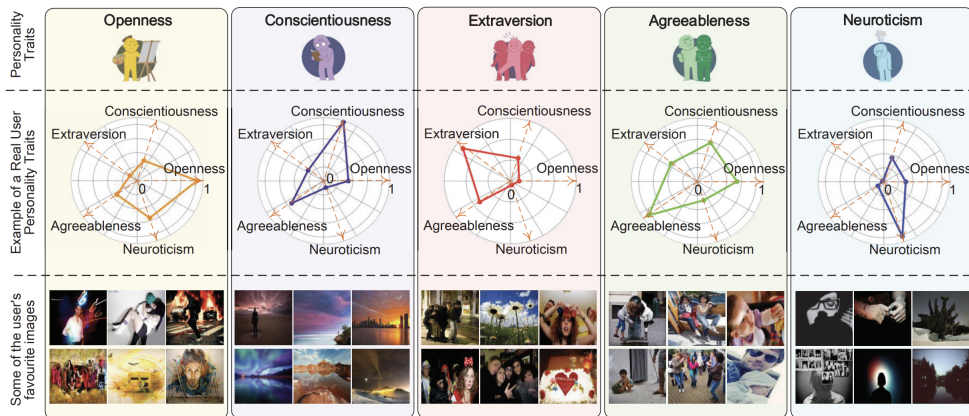 Personality
Traits
Openness
Conscientiousness
Extraversion
Agreeableness
Neuroticism
Example of a Real User
Personality Traits
Conscientiousness
Extraversion
Openness
0
1
Agreeableness
Neuroticism
Conscientiousness
Extraversion
Openness
0
1
Agreeableness
Neuroticism
Conscientiousness
Extraversion
Openness
0
1
Agreeableness
Neuroticism
Conscientiousness
Extraversion
Openness
0
1
Agreeableness
Neuroticism
Conscientiousness
Extraversion
Openness
0
1
Agreeableness
Neuroticism
Some of the user's
favourite images